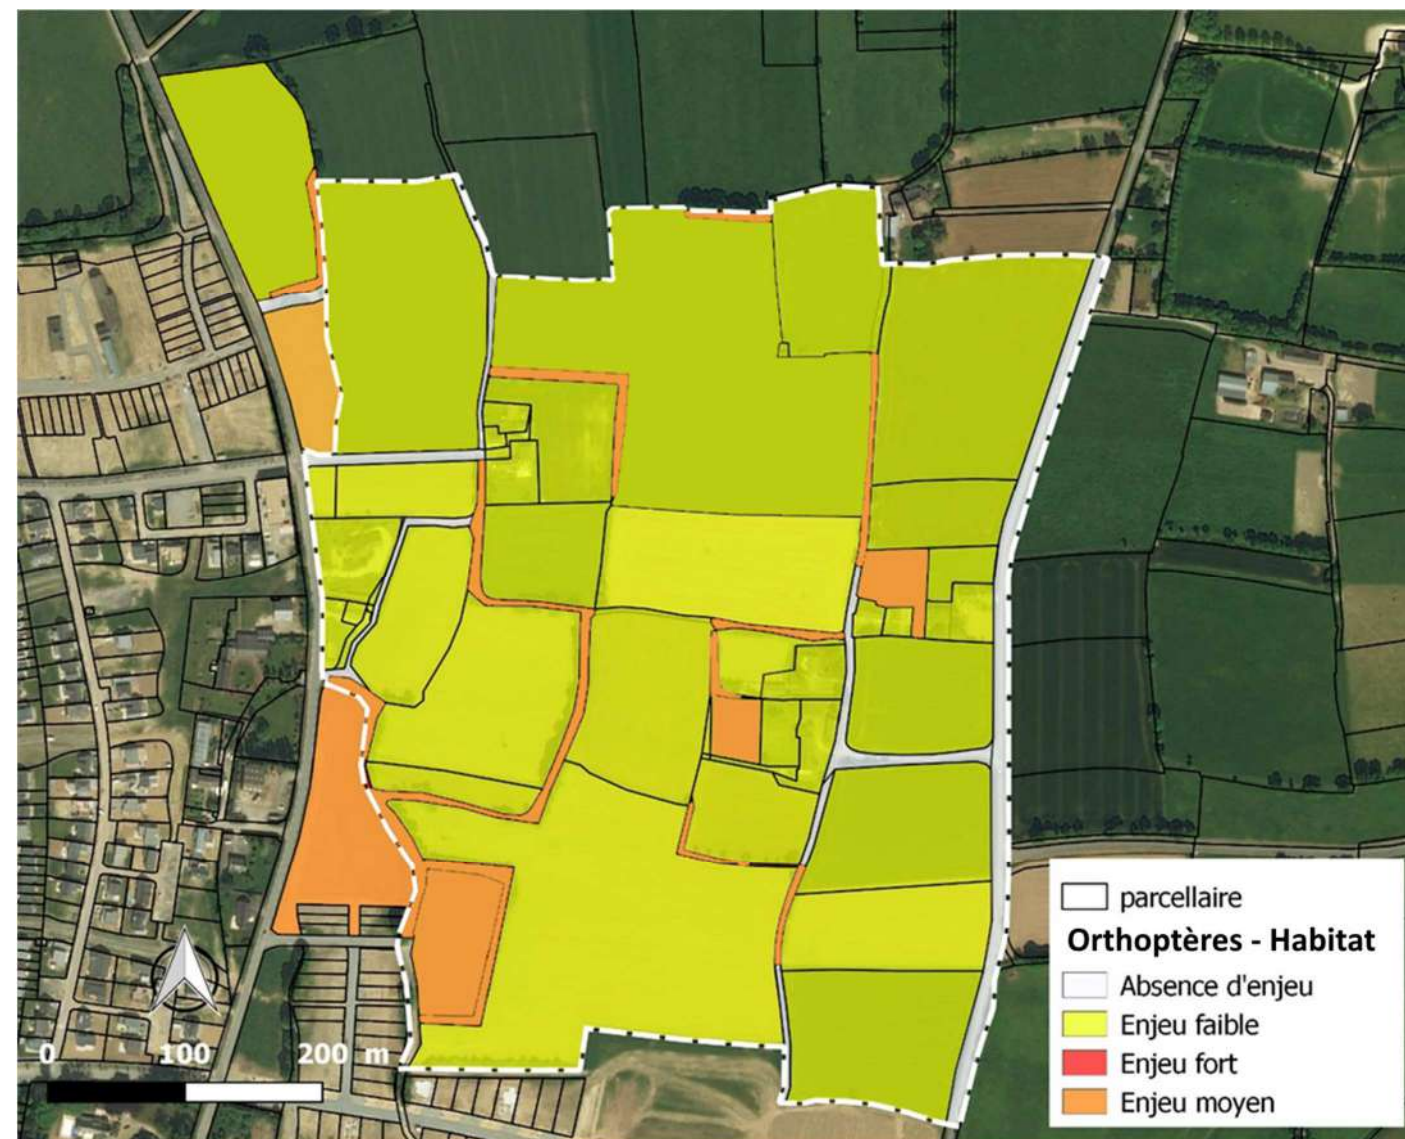 parcellaire
Orthoptères - Habitat
Absence d'enjeu
Enjeu faible
Enjeu fort
Enjeu moyen
0 100 200 m